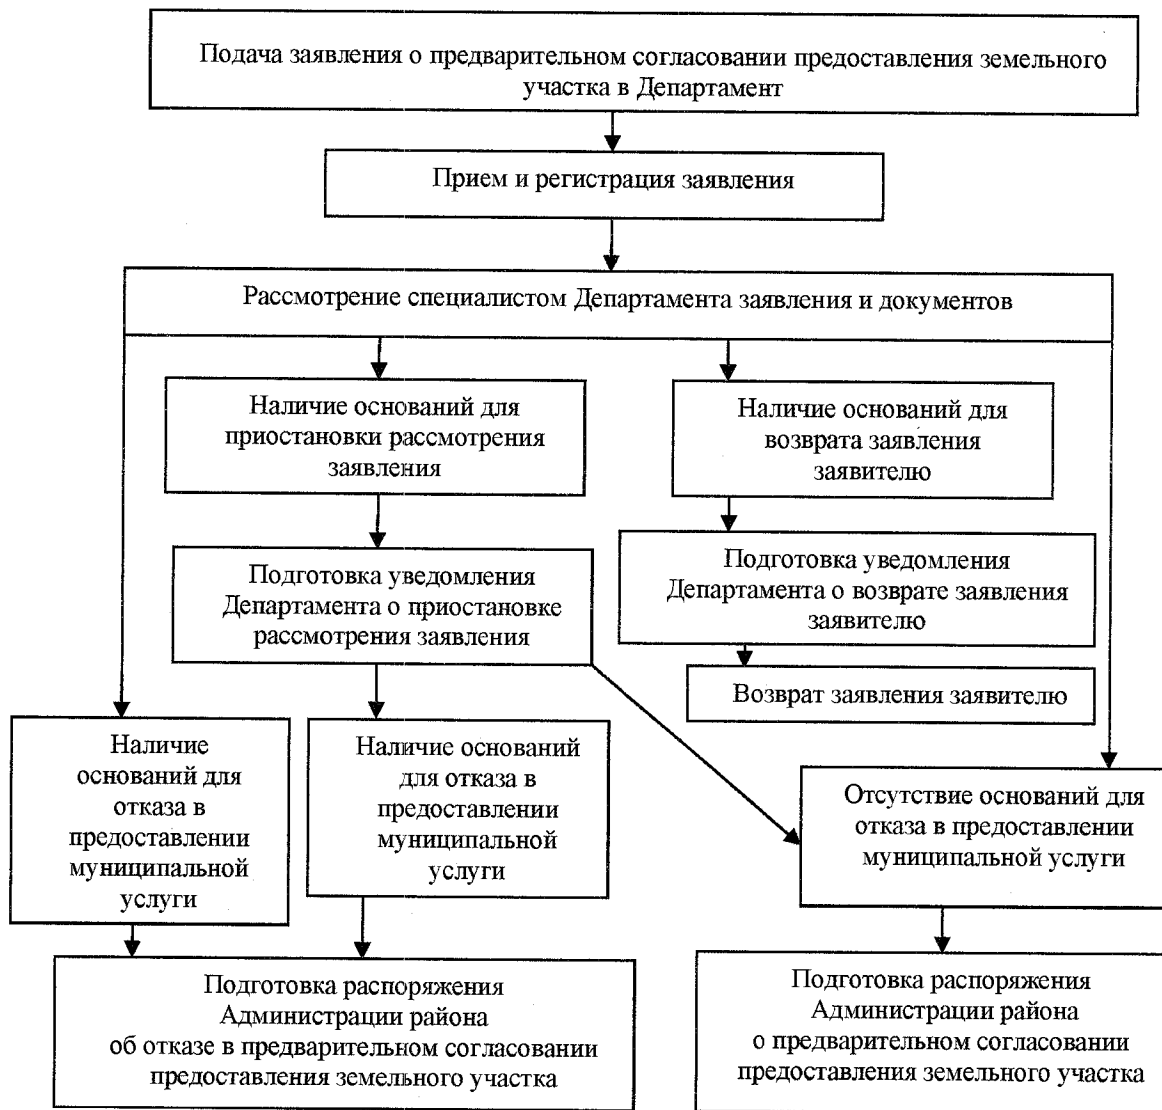 Подача заявления о предварительном согласовании предоставления земельного
участка в Департамент
Прием и регистрация заявления
Рассмотрение специалистом Департамента заявления и документов
Наличие оснований для
приостановки рассмотрения
заявления
Наличие оснований для
возврата заявления
заявителю
Подготовка уведомления
Департамента о приостановке
рассмотрения заявления
Подготовка уведомления
Департамента о возврате заявления
заявителю
Возврат заявления заявителю
Наличие
оснований для
отказа в
предоставлении
муниципальной
услуги
Наличие оснований
для отказа в
предоставлении
муниципальной
услуги
Отсутствие оснований для
отказа в предоставлении
муниципальной услуги
Подготовка распоряжения
Администрации района
об отказе в предварительном согласовании
предоставления земельного участка
Подготовка распоряжения
Администрации района
о предварительном согласовании
предоставления земельного участка